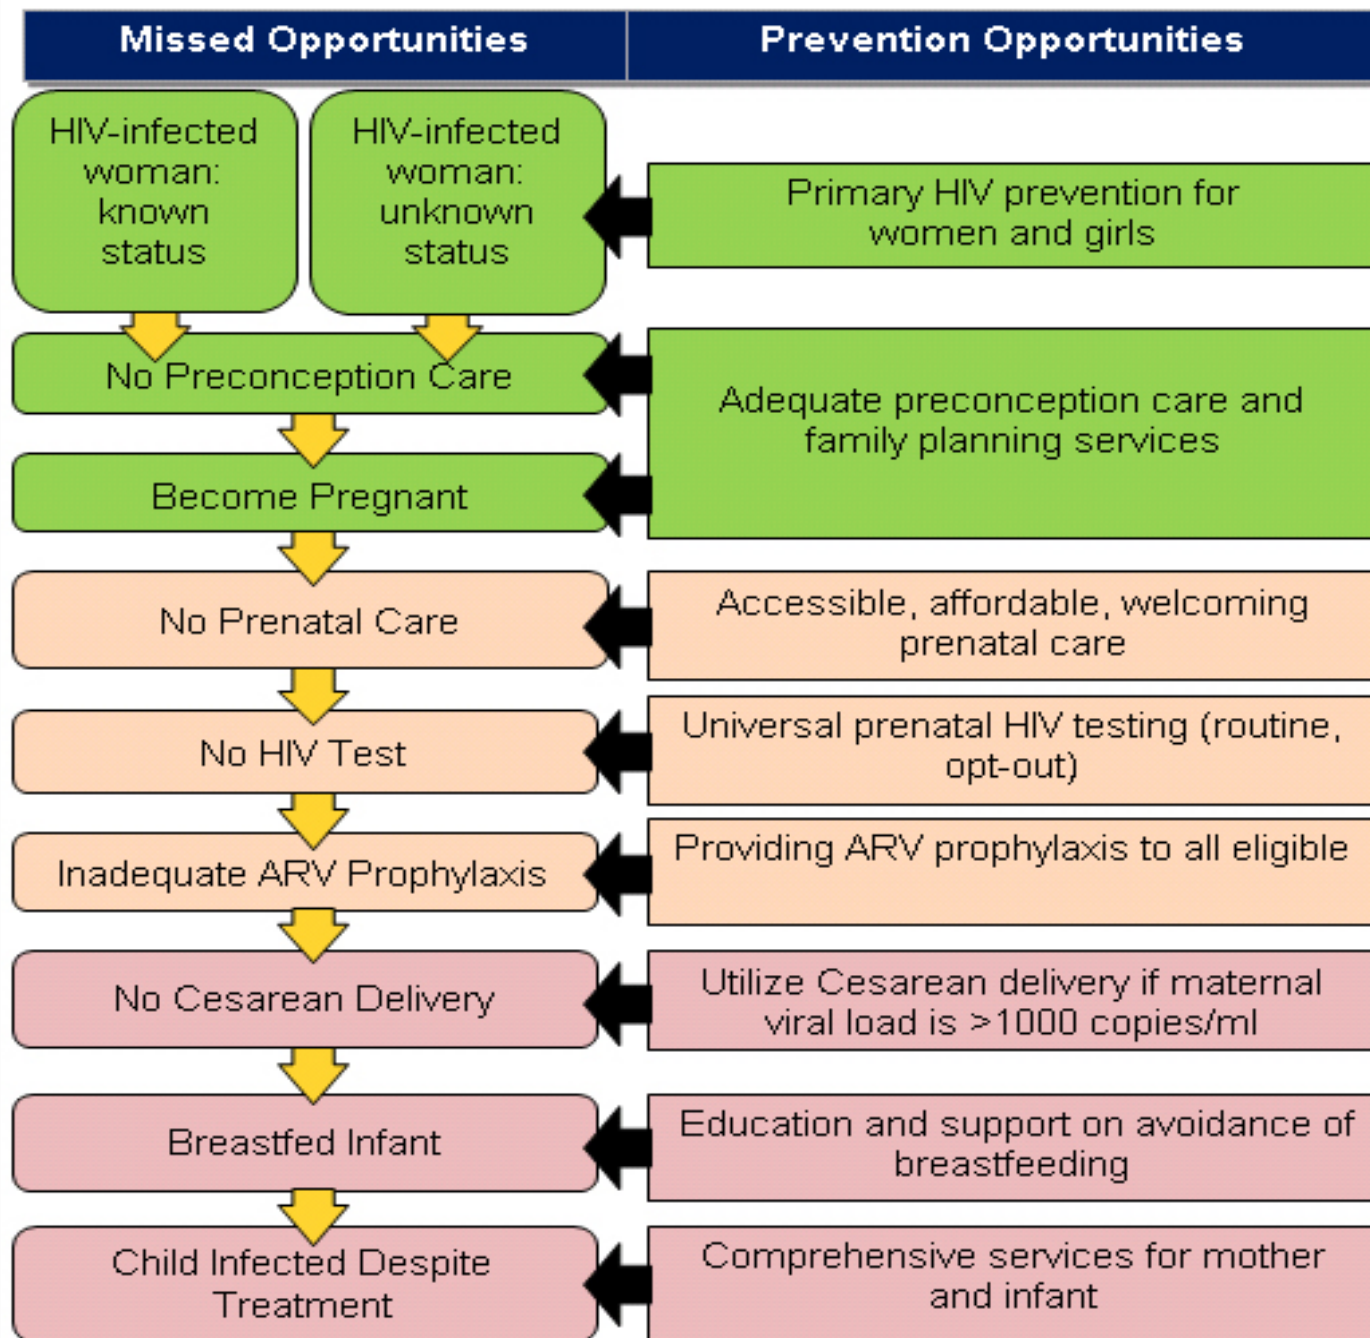 Missed Opportunities
Prevention Opportunities
HIV-infected
woman:
known
status
HIV-infected
woman:
unknown
status
Primary HIV prevention for
women and girls
No Preconception Care
Adequate preconception care and
family planning services
Become Pregnant
No Prenatal Care
Accessible, affordable, welcoming
prenatal care
No HIV Test
Universal prenatal HIV testing (routine,
opt-out)
Inadequate ARV Prophylaxis
Providing ARV prophylaxis to all eligible
No Cesarean Delivery
Utilize Cesarean delivery if maternal
viral load is >1000 copies/ml
Breastfed Infant
Education and support on avoidance of
breastfeeding
Child Infected Despite
Treatment
Comprehensive services for mother
and infant